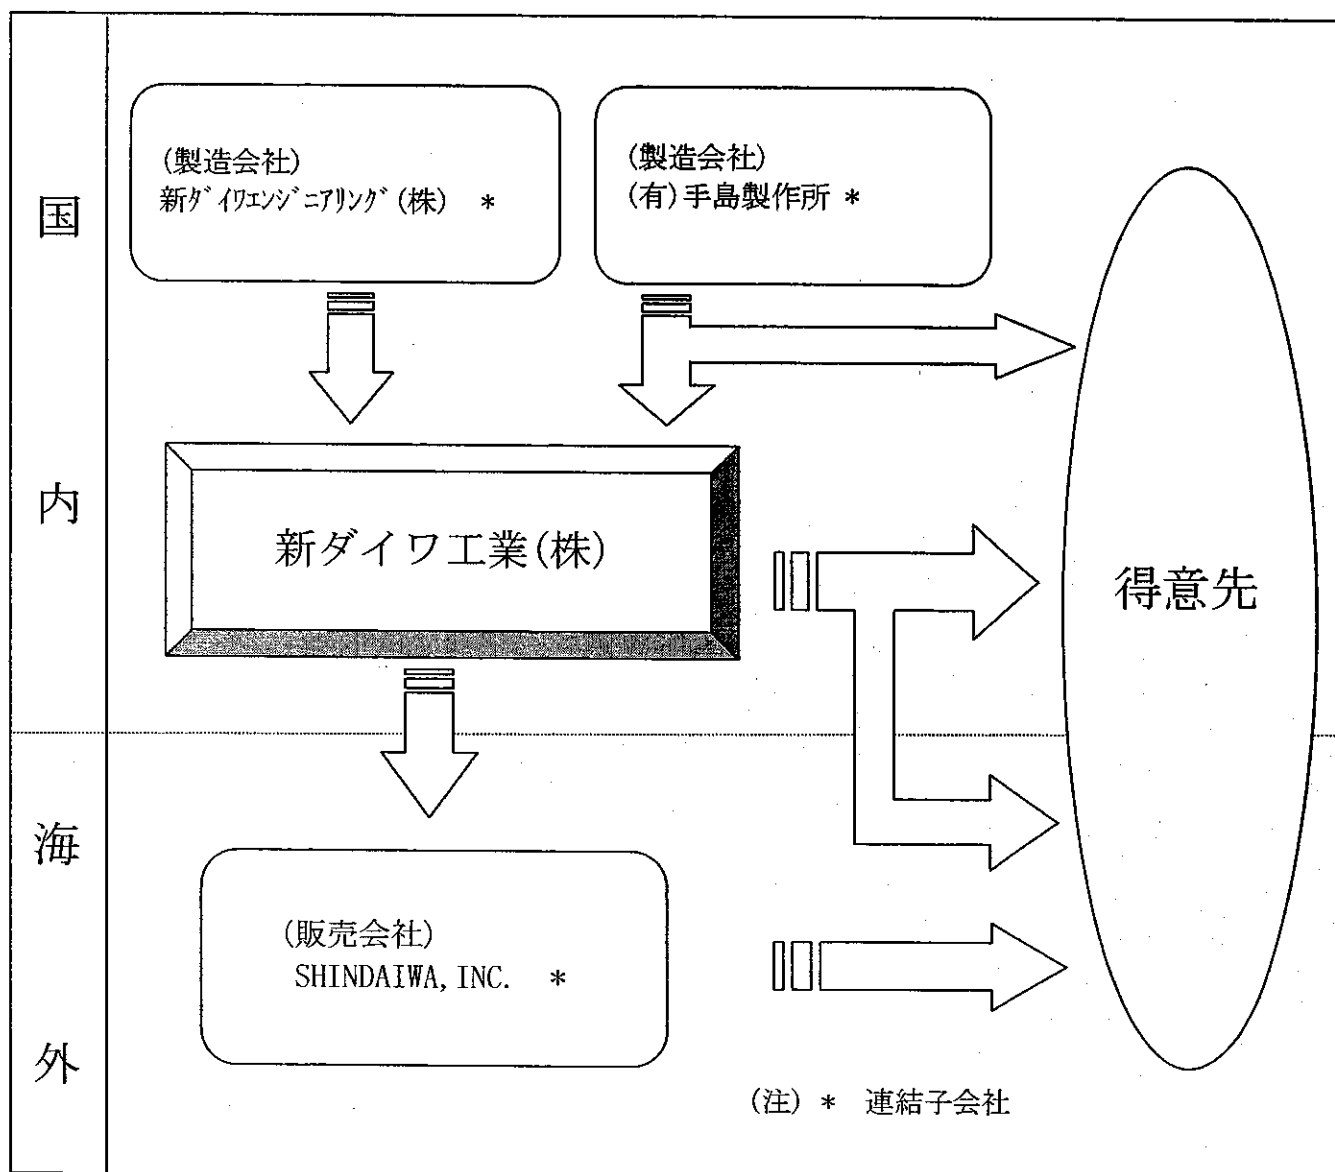 国内
(製造会社)
新ﾀﾞｲﾜｴﾝｼﾞﾆｱﾘﾝｸﾞ(株) *
(製造会社)
(有)手島製作所 *
新ダイワ工業(株)
得意先
海外
(販売会社)
SHINDAIWA, INC. *
(注) * 連結子会社